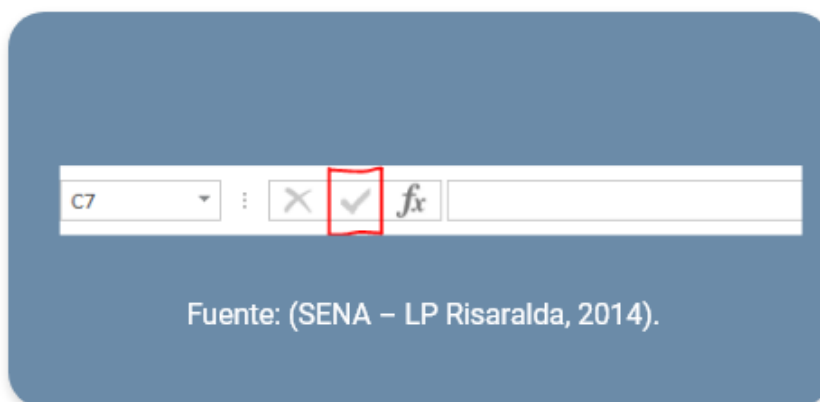 C7 fx
Fuente: (SENA – LP Risaralda, 2014).